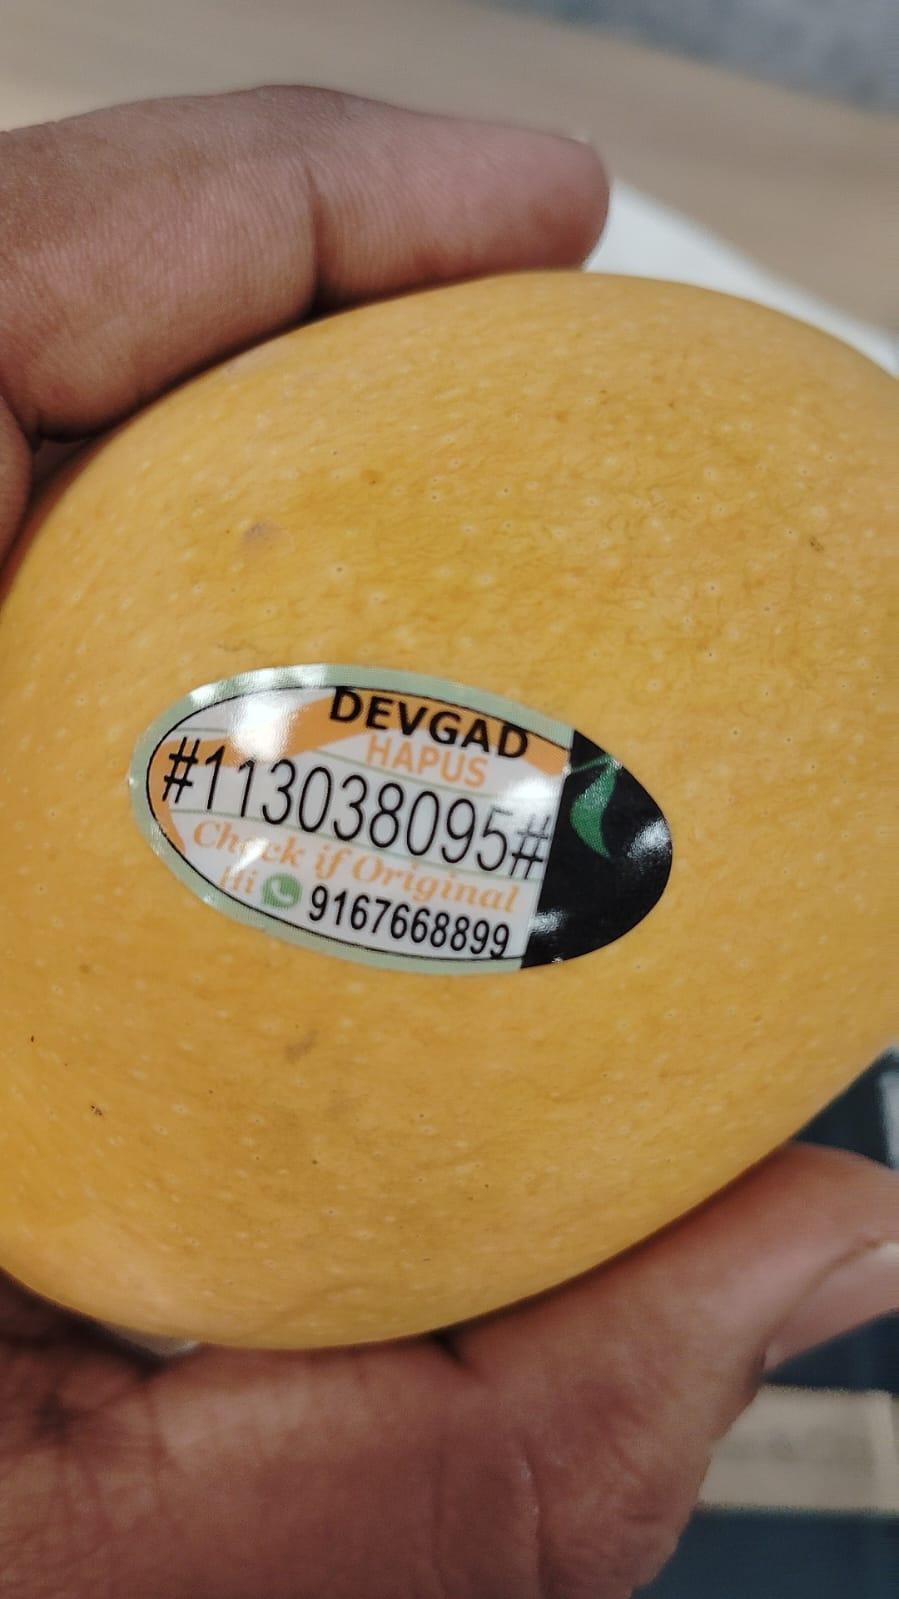 DEVGAD
HAPUS
#113038095#
Check if Original
Hi 9167668899